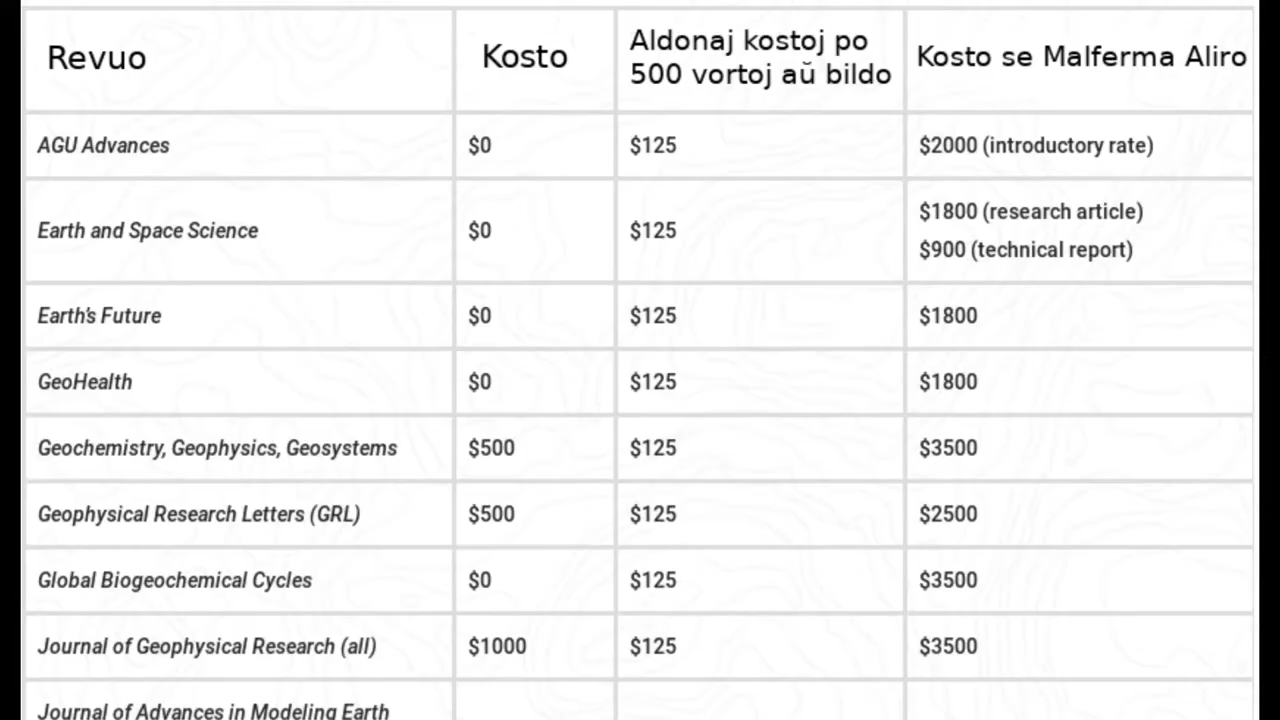 Revuo
Kosto
Aldonaj kostoj po
500 vortoj aŭ bildo
Kosto se Malferma Aliro
AGU Advances $0 $125 $2000 (introductory rate)
Earth and Space Science $0 $125 $1800 (research article)
$900 (technical report)
Earth's Future $0 $125 $1800
GeoHealth $0 $125 $1800
Geochemistry, Geophysics, Geosystems $500 $125 $3500
Geophysical Research Letters (GRL) $500 $125 $2500
Global Biogeochemical Cycles $0 $125 $3500
Journal of Geophysical Research (all) $1000 $125 $3500
Journal of Advances in Modeling Earth